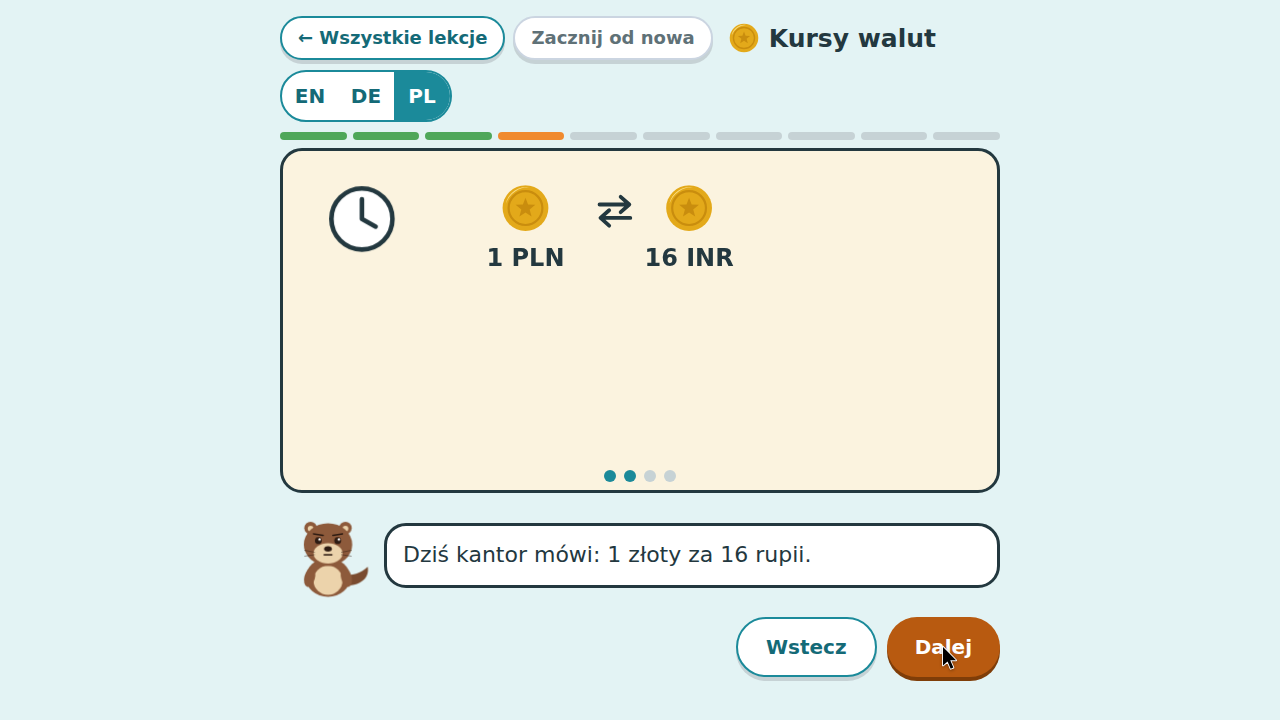 ← Wszystkie lekcje
Zacznij od nowa
Kursy walut
EN DE PL
1 PLN
16 INR
Dziś kantor mówi: 1 złoty za 16 rupii.
Wstecz
Dalej